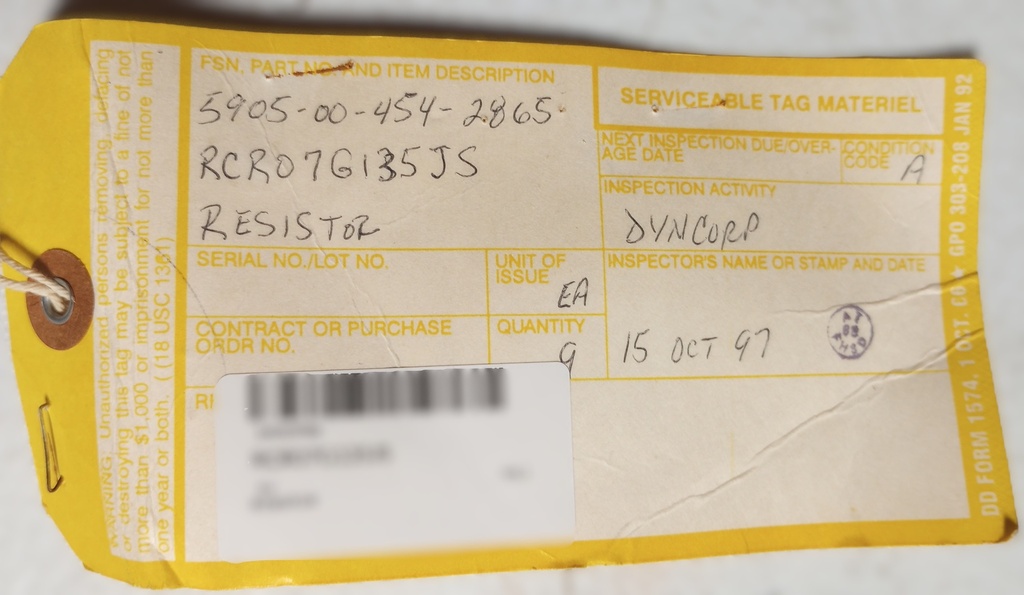 FSN, PART NO. AND ITEM DESCRIPTION
5905-00-454-2865
RCR07G135JS
RESISTOR
SERVICEABLE TAG MATERIEL
NEXT INSPECTION DUE/OVER-
AGE DATE
CONDITION
CODE
A
INSPECTION ACTIVITY
DYNCORP
SERIAL NO./LOT NO.
UNIT OF
ISSUE
EA
INSPECTOR'S NAME OR STAMP AND DATE
15 OCT 97
CONTRACT OR PURCHASE
ORDR NO.
QUANTITY
9
WARNING: Unauthorized persons removing, defacing
or destroying this tag may be subject to a fine of not
more than $1,000 or imprisonment for not more than
one year or both. (18 USC 1361)
DD FORM 1574, 1 OCT. 66 ★ GPO 303-208 JAN 92